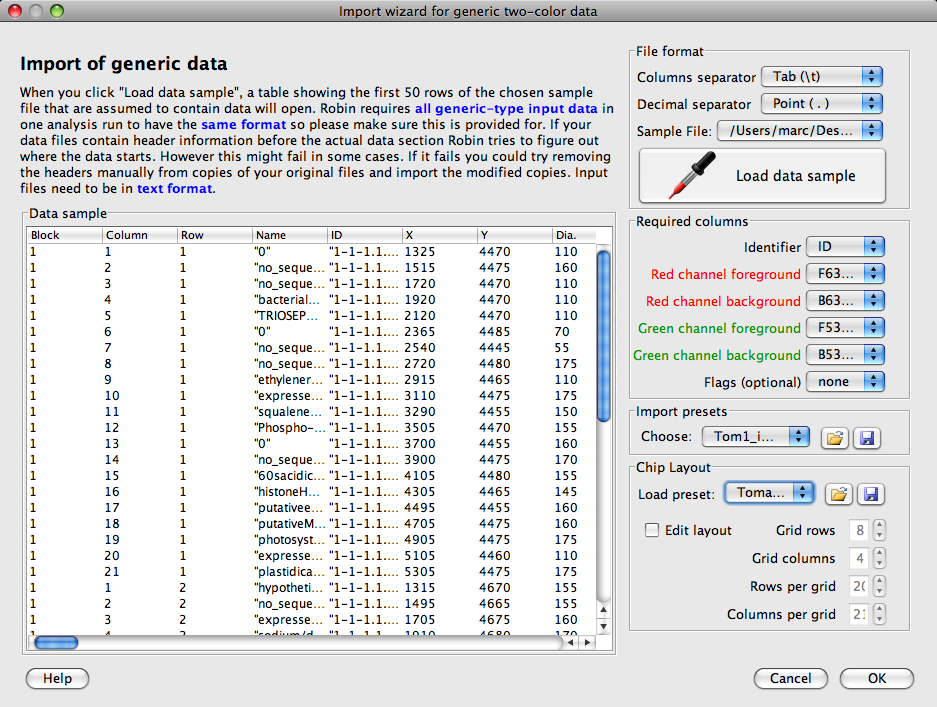 Import wizard for generic two-color data
Import of generic data
When you click "Load data sample", a table showing the first 50 rows of the chosen sample
file that are assumed to contain data will open. Robin requires all generic-type input data in
one analysis run to have the same format so please make sure this is provided for. If your
data files contain header information before the actual data section Robin tries to figure out
where the data starts. However this might fail in some cases. If it fails you could try removing
the headers manually from copies of your original files and import the modified copies. Input
files need to be in text format.
Data sample
Block Column Row Name ID X Y Dia.
1 1 1 "0" "1-1-1.1.... 1325 4470 110
1 2 1 "no_seque... "1-1-1.1.... 1515 4475 160
1 3 1 "no_seque... "1-1-1.1.... 1720 4470 110
1 4 1 "bacterial... "1-1-1.1.... 1920 4470 110
1 5 1 "TRIOSEP... "1-1-1.1.... 2120 4470 110
1 6 1 "0" "1-1-1.1.... 2365 4485 70
1 7 1 "no_seque... "1-1-1.1.... 2540 4445 55
1 8 1 "no_seque... "1-1-1.1.... 2720 4480 175
1 9 1 "ethylener... "1-1-1.1.... 2915 4465 110
1 10 1 "expresse... "1-1-1.1.... 3110 4475 175
1 11 1 "squalene... "1-1-1.1.... 3290 4455 150
1 12 1 "Phospho-... "1-1-1.1.... 3505 4470 155
1 13 1 "0" "1-1-1.1.... 3700 4455 160
1 14 1 "no_seque... "1-1-1.1.... 3900 4470 175
1 15 1 "60sacidic... "1-1-1.1.... 4105 4480 155
1 16 1 "histoneH... "1-1-1.1.... 4305 4465 145
1 17 1 "putativee... "1-1-1.1.... 4495 4455 160
1 18 1 "putativeM... "1-1-1.1.... 4705 4475 160
1 19 1 "photosyst... "1-1-1.1.... 4905 4475 175
1 20 1 "expresse... "1-1-1.1.... 5105 4460 110
1 21 1 "plastidica... "1-1-1.1.... 5305 4475 175
1 1 2 "hypotheti... "1-1-1.1.... 1315 4670 155
1 2 2 "no_seque... "1-1-1.1.... 1495 4665 155
1 3 2 "expresse... "1-1-1.1.... 1705 4675 160
1 4 2 "sodium/d... "1-1-1.1.... 1910 4680 170
File format
Columns separator Tab (\t)
Decimal separator Point ( . )
Sample File: /Users/marc/Des...
Load data sample
Required columns
Identifier ID
Red channel foreground F63...
Red channel background B63...
Green channel foreground F53...
Green channel background B53...
Flags (optional) none
Import presets
Choose: Tom1_i...
Chip Layout
Load preset: Toma...
Edit layout Grid rows 8
Grid columns 4
Rows per grid 20
Columns per grid 21
Help Cancel OK